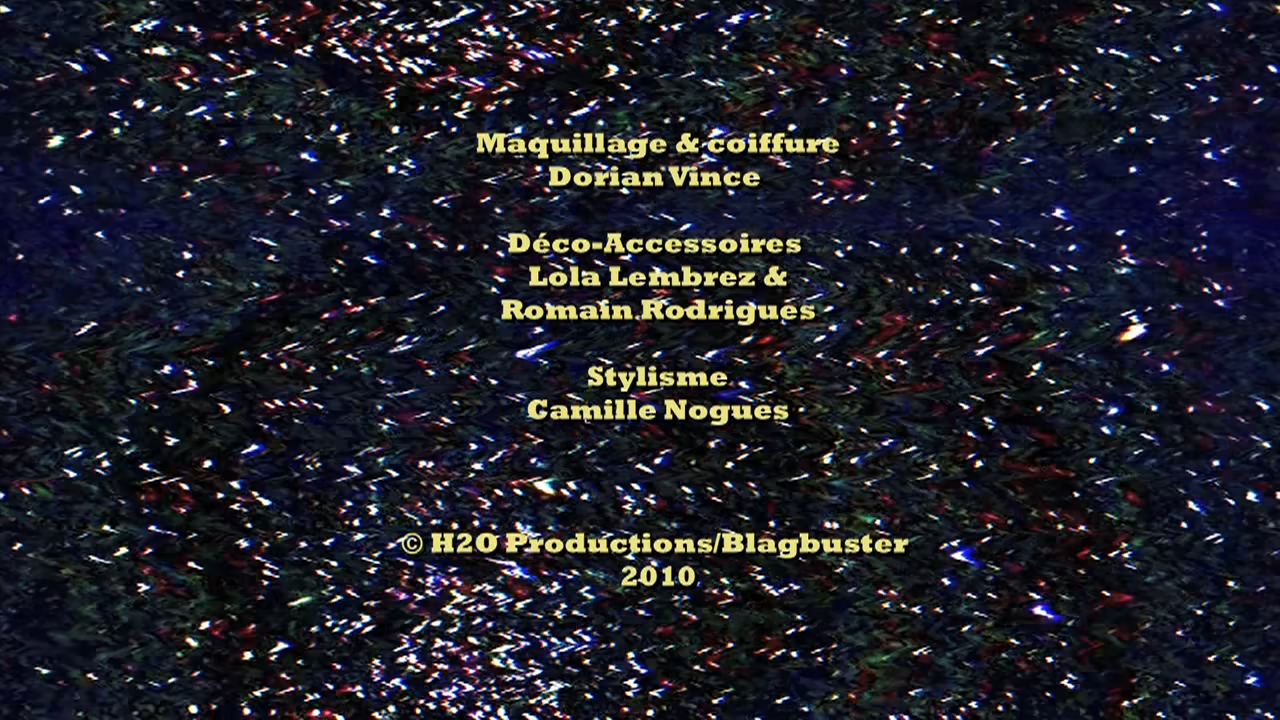 Maquillage & coiffure
Dorian Vince
Déco-Accessoires
Lola Lembrez &
Romain Rodrigues
Stylisme
Camille Nogues
© H2O Productions/Blagbuster
2010